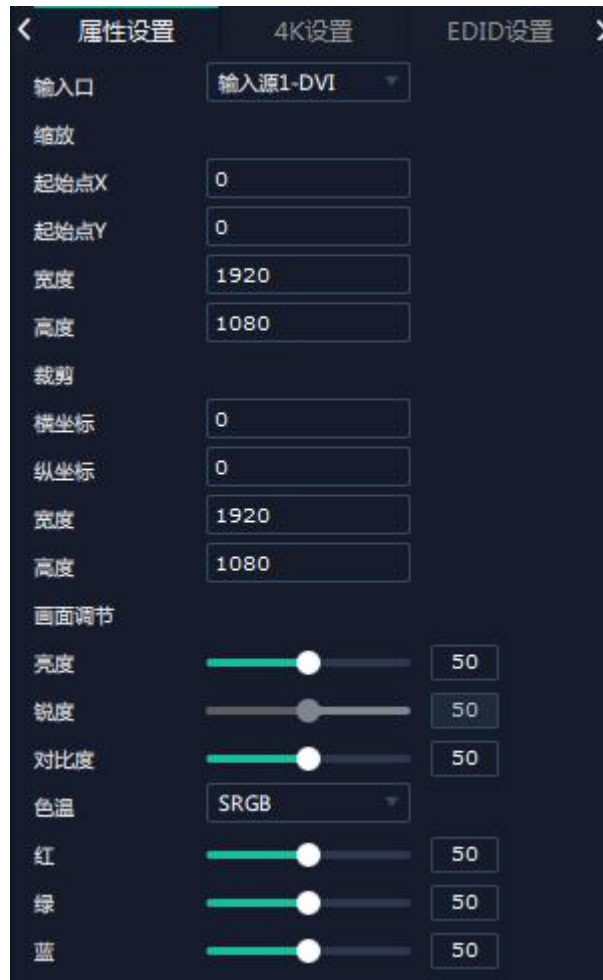 属性设置 4K设置 EDID设置
输入口 输入源1-DVI
缩放
起始点X 0
起始点Y 0
宽度 1920
高度 1080
裁剪
横坐标 0
纵坐标 0
宽度 1920
高度 1080
画面调节
亮度 50
锐度 50
对比度 50
色温 SRGB
红 50
绿 50
蓝 50